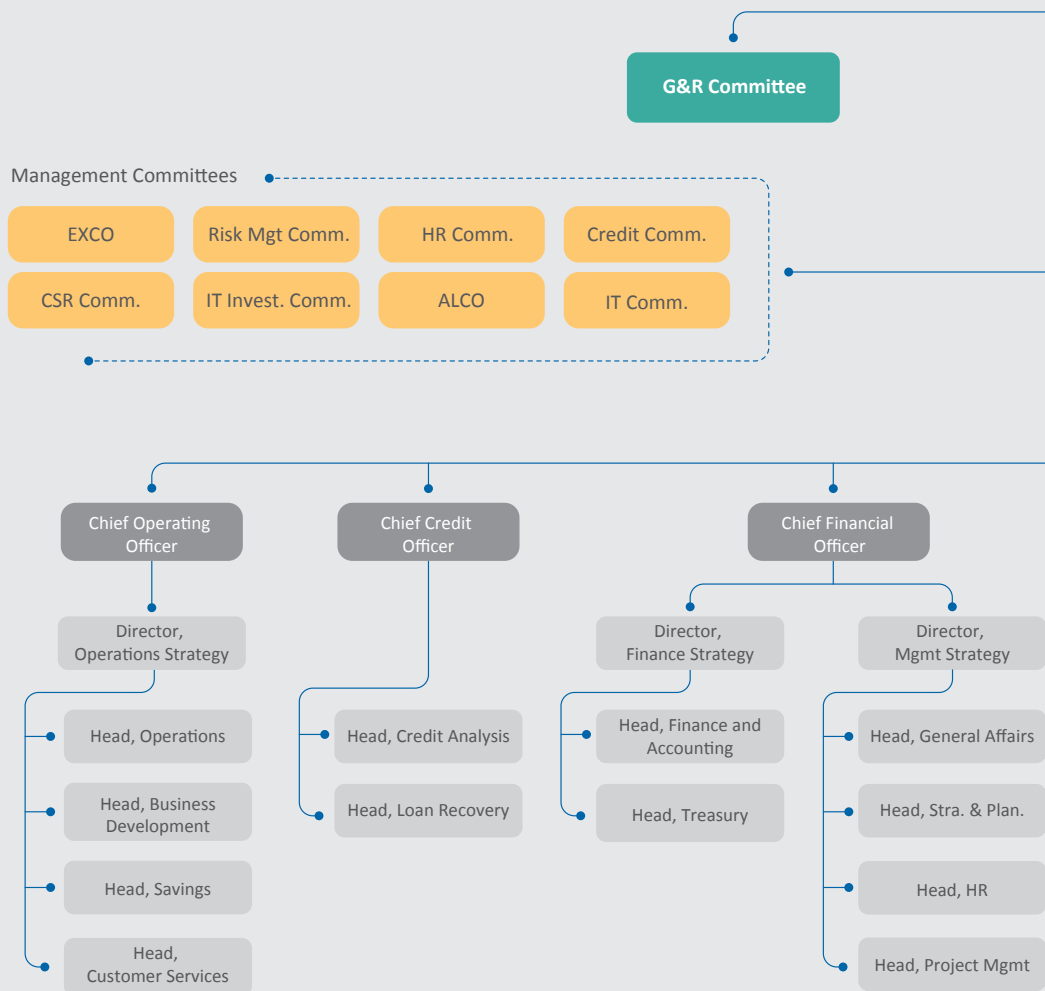 G&R Committee
Management Committees
EXCO
Risk Mgt Comm.
HR Comm.
Credit Comm.
CSR Comm.
IT Invest. Comm.
ALCO
IT Comm.
Chief Operating
Officer
Chief Credit
Officer
Chief Financial
Officer
Director,
Operations Strategy
Director,
Finance Strategy
Director,
Mgmt Strategy
Head, Operations
Head, Credit Analysis
Head, Finance and
Accounting
Head, General Affairs
Head, Business
Development
Head, Loan Recovery
Head, Treasury
Head, Stra. & Plan.
Head, Savings
Head, HR
Head,
Customer Services
Head, Project Mgmt